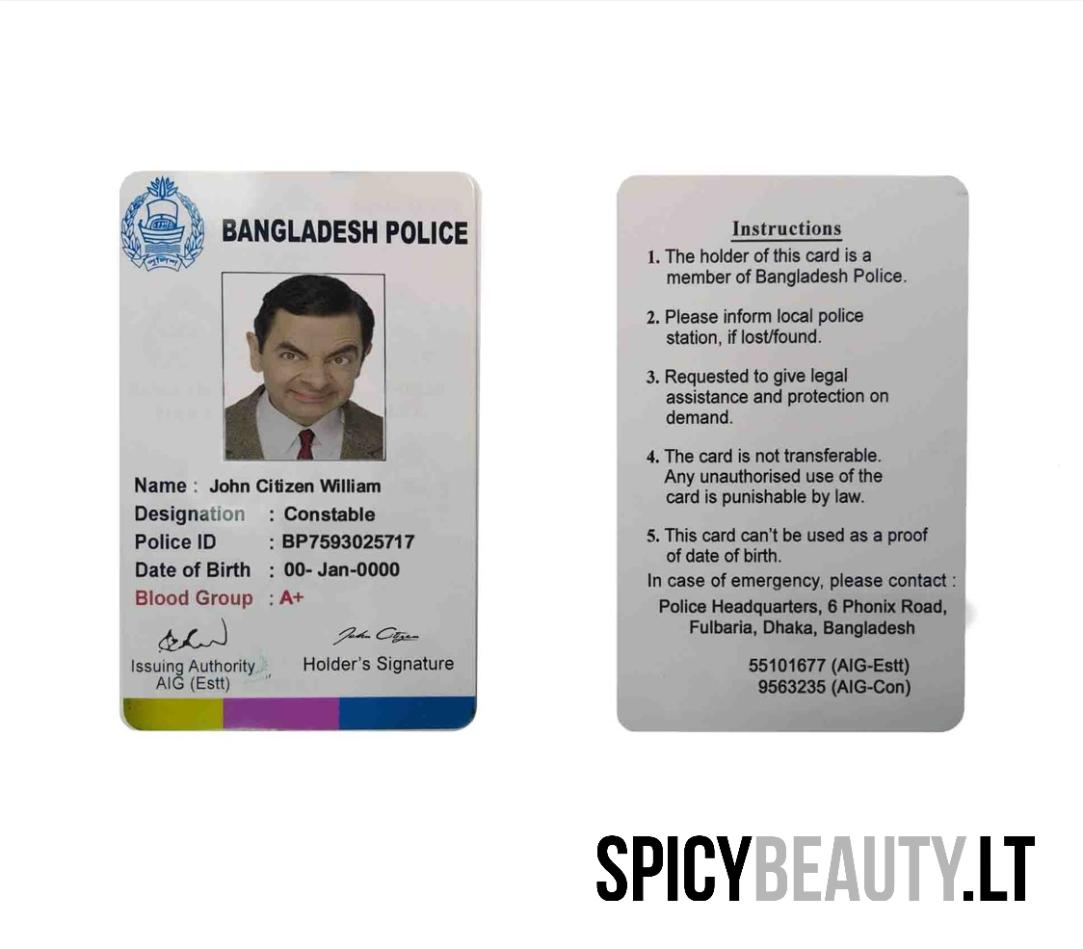 BANGLADESH POLICE
পুলিশ
Name : John Citizen William
Designation : Constable
Police ID : BP7593025717
Date of Birth : 00- Jan-0000
Blood Group : A+
Issuing Authority
AIG (Estt)
John Citizen
Holder's Signature
Instructions
1. The holder of this card is a
member of Bangladesh Police.
2. Please inform local police
station, if lost/found.
3. Requested to give legal
assistance and protection on
demand.
4. The card is not transferable.
Any unauthorised use of the
card is punishable by law.
5. This card can't be used as a proof
of date of birth.
In case of emergency, please contact :
Police Headquarters, 6 Phonix Road,
Fulbaria, Dhaka, Bangladesh
55101677 (AIG-Estt)
9563235 (AIG-Con)
SPICYBEAUTY.LT